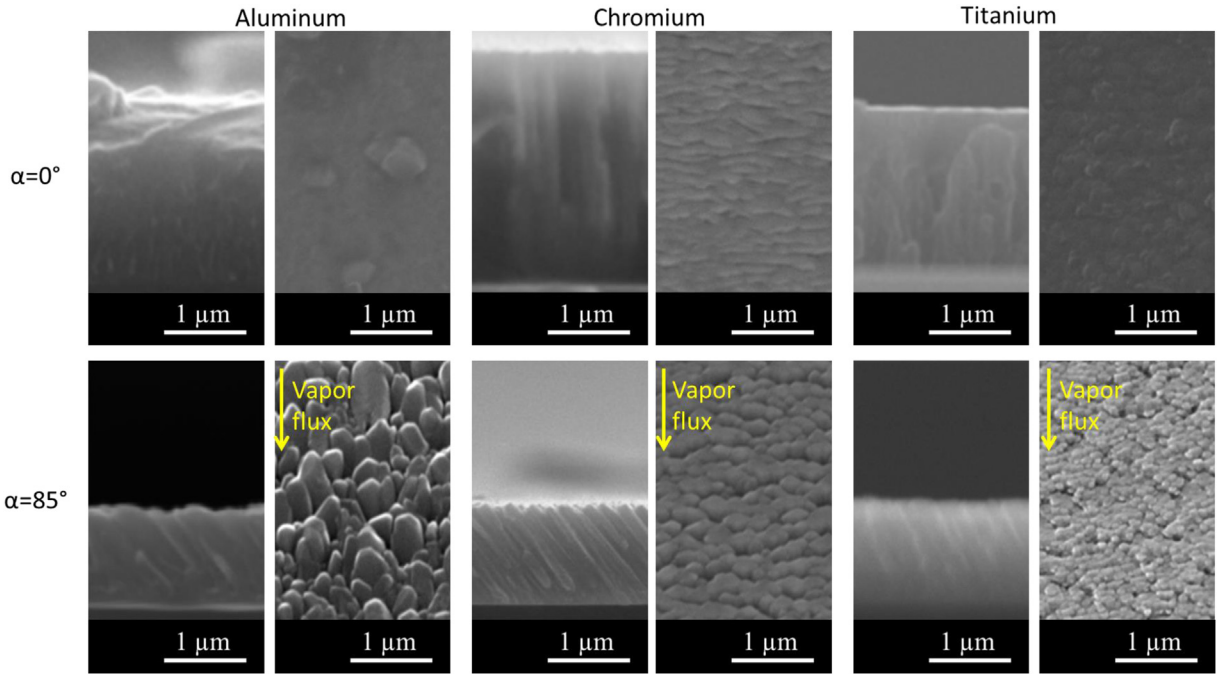 Aluminum
Chromium
Titanium
α=0°
1 µm
1 µm
1 µm
1 µm
1 µm
1 µm
α=85°
Vapor
flux
Vapor
flux
Vapor
flux
1 µm
1 µm
1 µm
1 µm
1 µm
1 µm